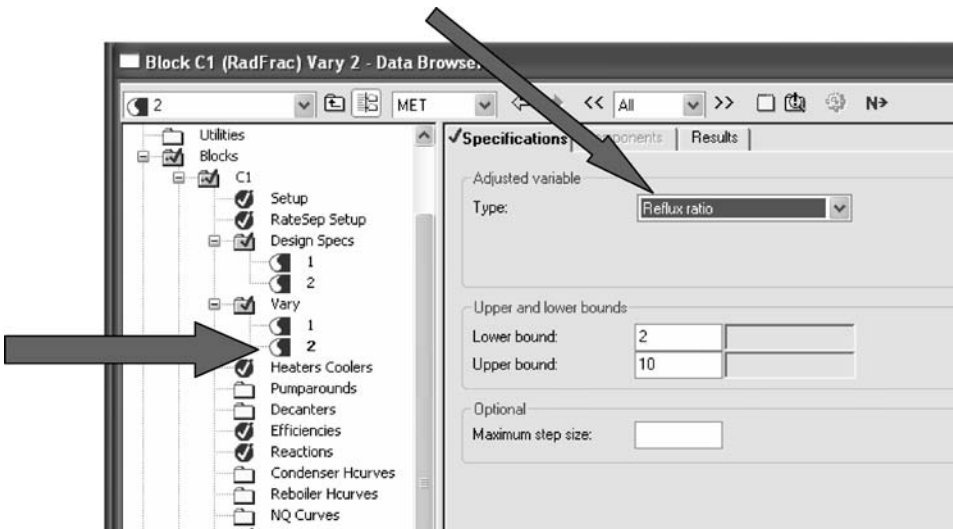 Block C1 (RadFrac) Vary 2 - Data Browser
2 MET << All >> N
Utilities
Blocks
C1
Setup
RateSep Setup
Design Specs
1
2
Vary
1
2
Heaters Coolers
Pumparounds
Decanters
Efficiencies
Reactions
Condenser Hcurves
Reboiler Hcurves
NQ Curves
Specifications Results
Adjusted variable
Type: Reflux ratio
Upper and lower bounds
Lower bound: 2
Upper bound: 10
Optional
Maximum step size: